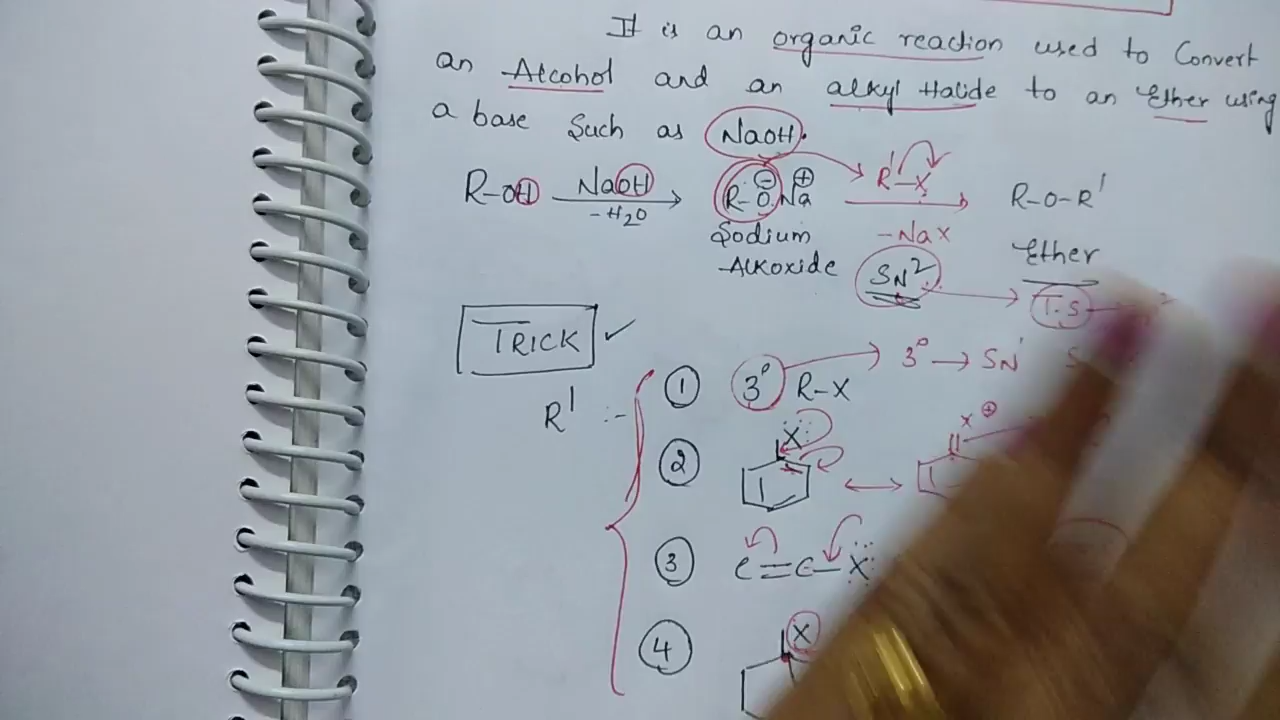 It is an organic reaction used to Convert
an Alcohol and an alkyl Halide to an Ether using
a base Such as NaOH.
R-OH NaOH -H₂O R-O⊖ Na⊕ R'-X -NaX R-O-R'
Sodium Alkoxide SN² Ether
T.S
TRICK ✓
R' :-
① 3° R-X 3° → SN'
② X ↔ X⊕
③ C=C-X
④ X